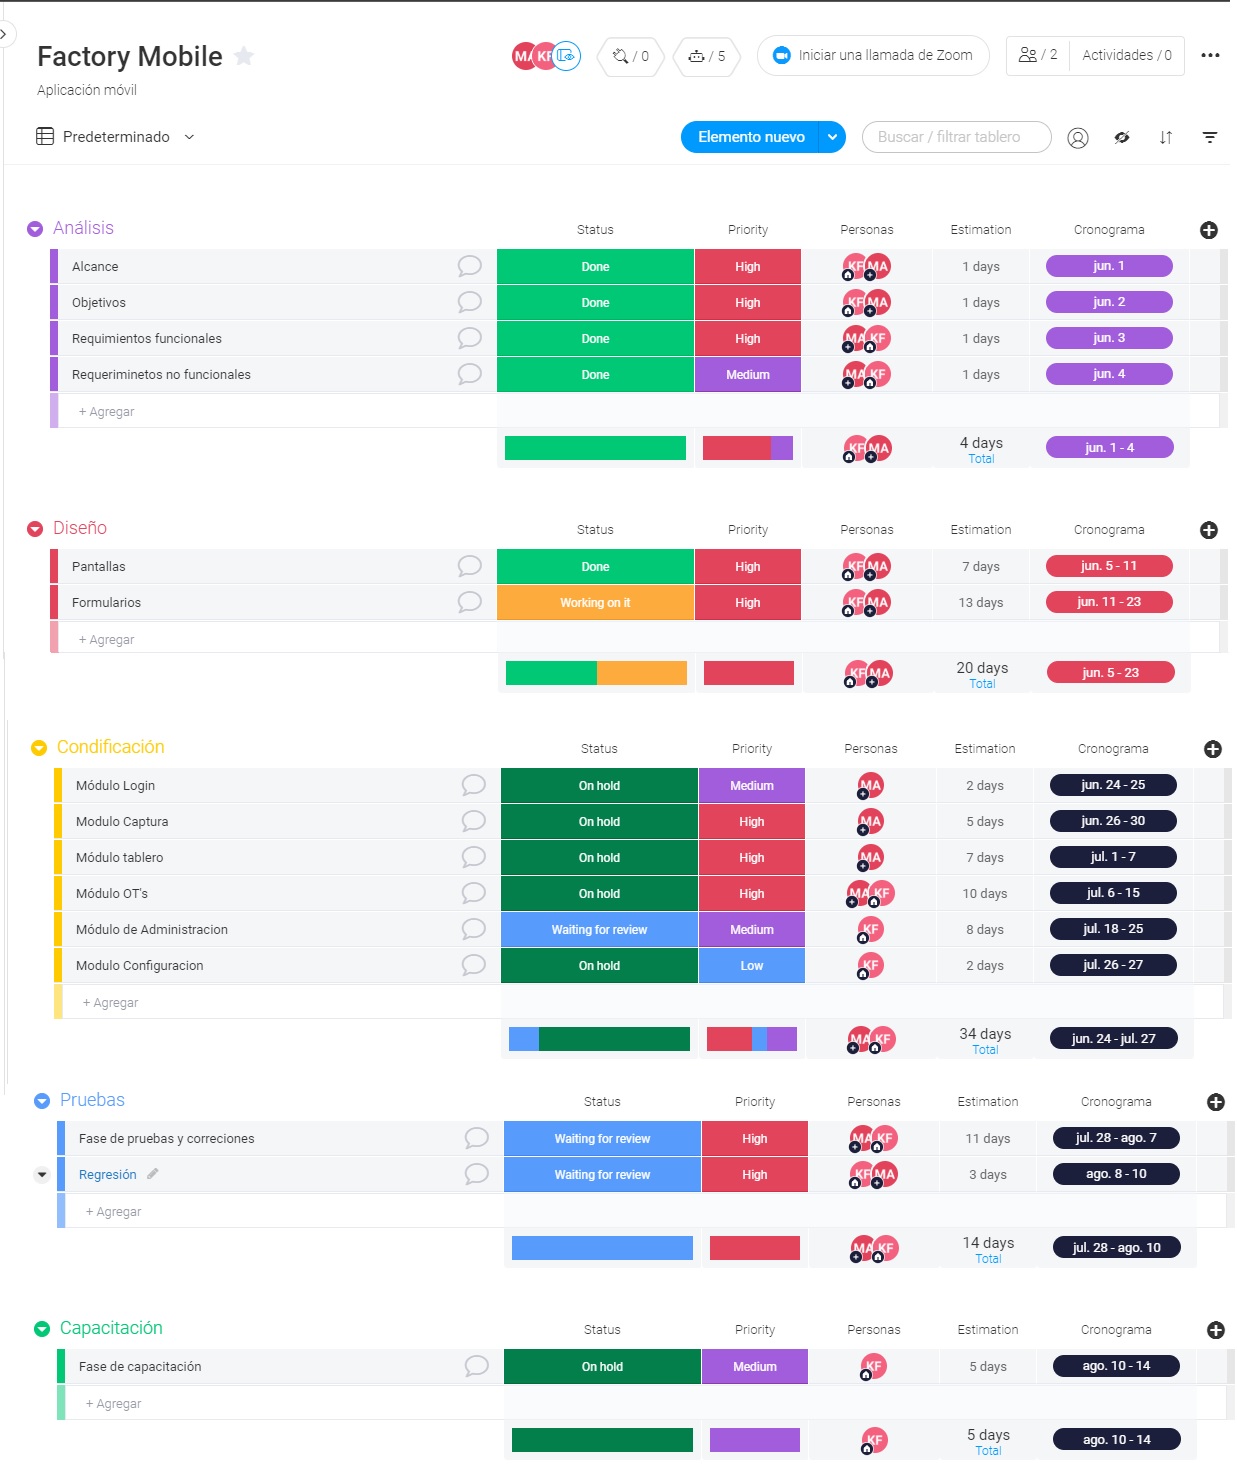 Factory Mobile
MA KF / 0 / 5 Iniciar una llamada de Zoom / 2 Actividades / 0
Aplicación móvil
Predeterminado Elemento nuevo Buscar / filtrar tablero
Análisis Status Priority Personas Estimation Cronograma
Alcance Done High KF MA 1 days jun. 1
Objetivos Done High KF MA 1 days jun. 2
Requimientos funcionales Done High MA KF 1 days jun. 3
Requeriminetos no funcionales Done Medium MA KF 1 days jun. 4
+ Agregar
KF MA 4 days jun. 1 - 4
Total
Diseño Status Priority Personas Estimation Cronograma
Pantallas Done High KF MA 7 days jun. 5 - 11
Formularios Working on it High KF MA 13 days jun. 11 - 23
+ Agregar
KF MA 20 days jun. 5 - 23
Total
Condificación Status Priority Personas Estimation Cronograma
Módulo Login On hold Medium MA 2 days jun. 24 - 25
Modulo Captura On hold High MA 5 days jun. 26 - 30
Módulo tablero On hold High MA 7 days jul. 1 - 7
Módulo OT's On hold High MA KF 10 days jul. 6 - 15
Módulo de Administracion Waiting for review Medium KF 8 days jul. 18 - 25
Modulo Configuracion On hold Low KF 2 days jul. 26 - 27
+ Agregar
MA KF 34 days jun. 24 - jul. 27
Total
Pruebas Status Priority Personas Estimation Cronograma
Fase de pruebas y correciones Waiting for review High MA KF 11 days jul. 28 - ago. 7
Regresión Waiting for review High KF MA 3 days ago. 8 - 10
+ Agregar
MA KF 14 days jul. 28 - ago. 10
Total
Capacitación Status Priority Personas Estimation Cronograma
Fase de capacitación On hold Medium KF 5 days ago. 10 - 14
+ Agregar
KF 5 days ago. 10 - 14
Total